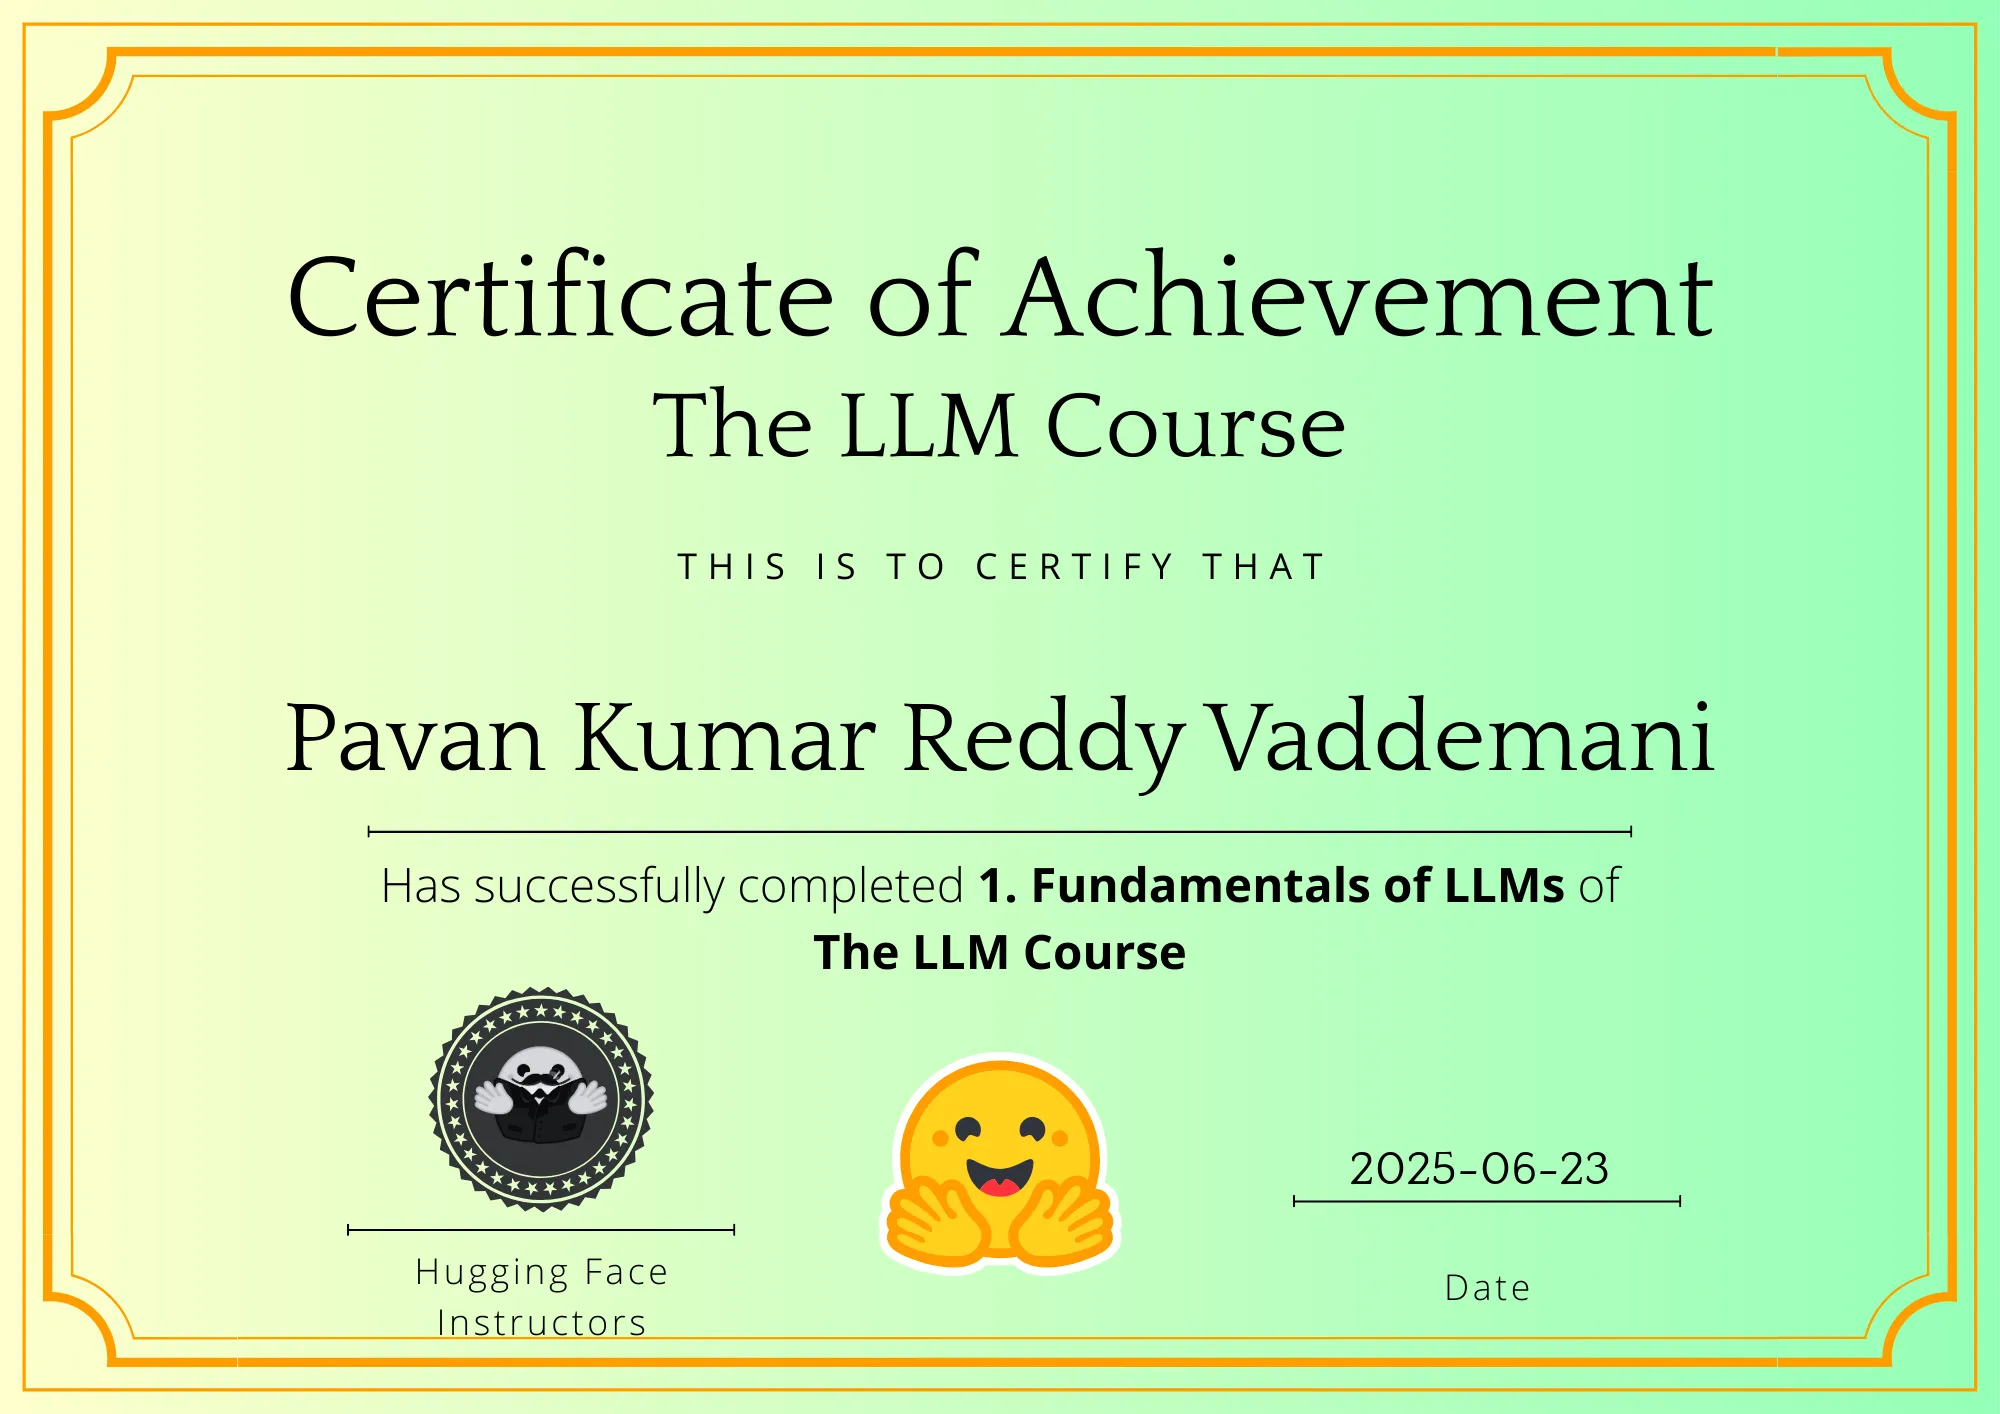 Certificate of Achievement
The LLM Course
THIS IS TO CERTIFY THAT
Pavan Kumar Reddy Vaddemani
Has successfully completed 1. Fundamentals of LLMs of
The LLM Course
2025-06-23
Hugging Face
Instructors
Date